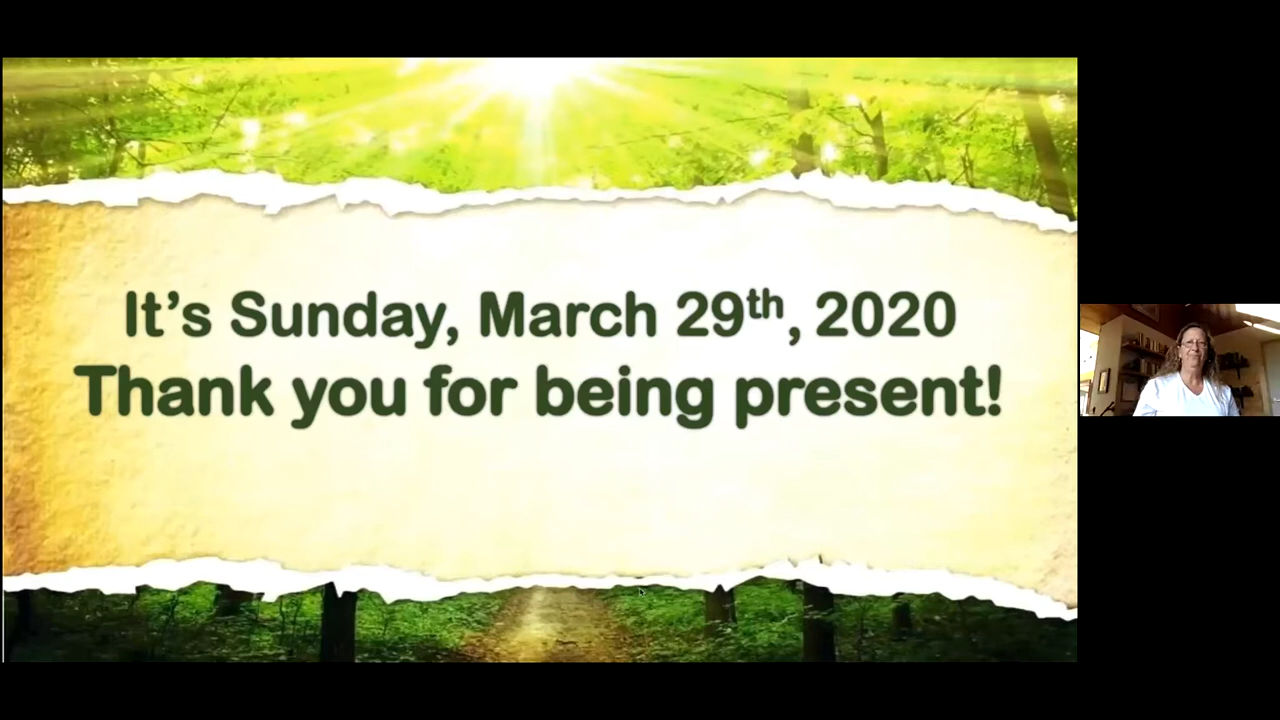 It’s Sunday, March 29th, 2020
Thank you for being present!